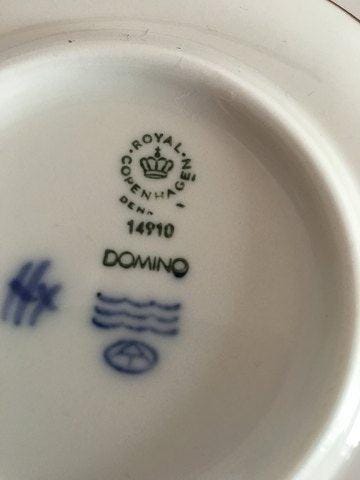 ROYAL COPENHAGEN
DENM
14910
DOMINO